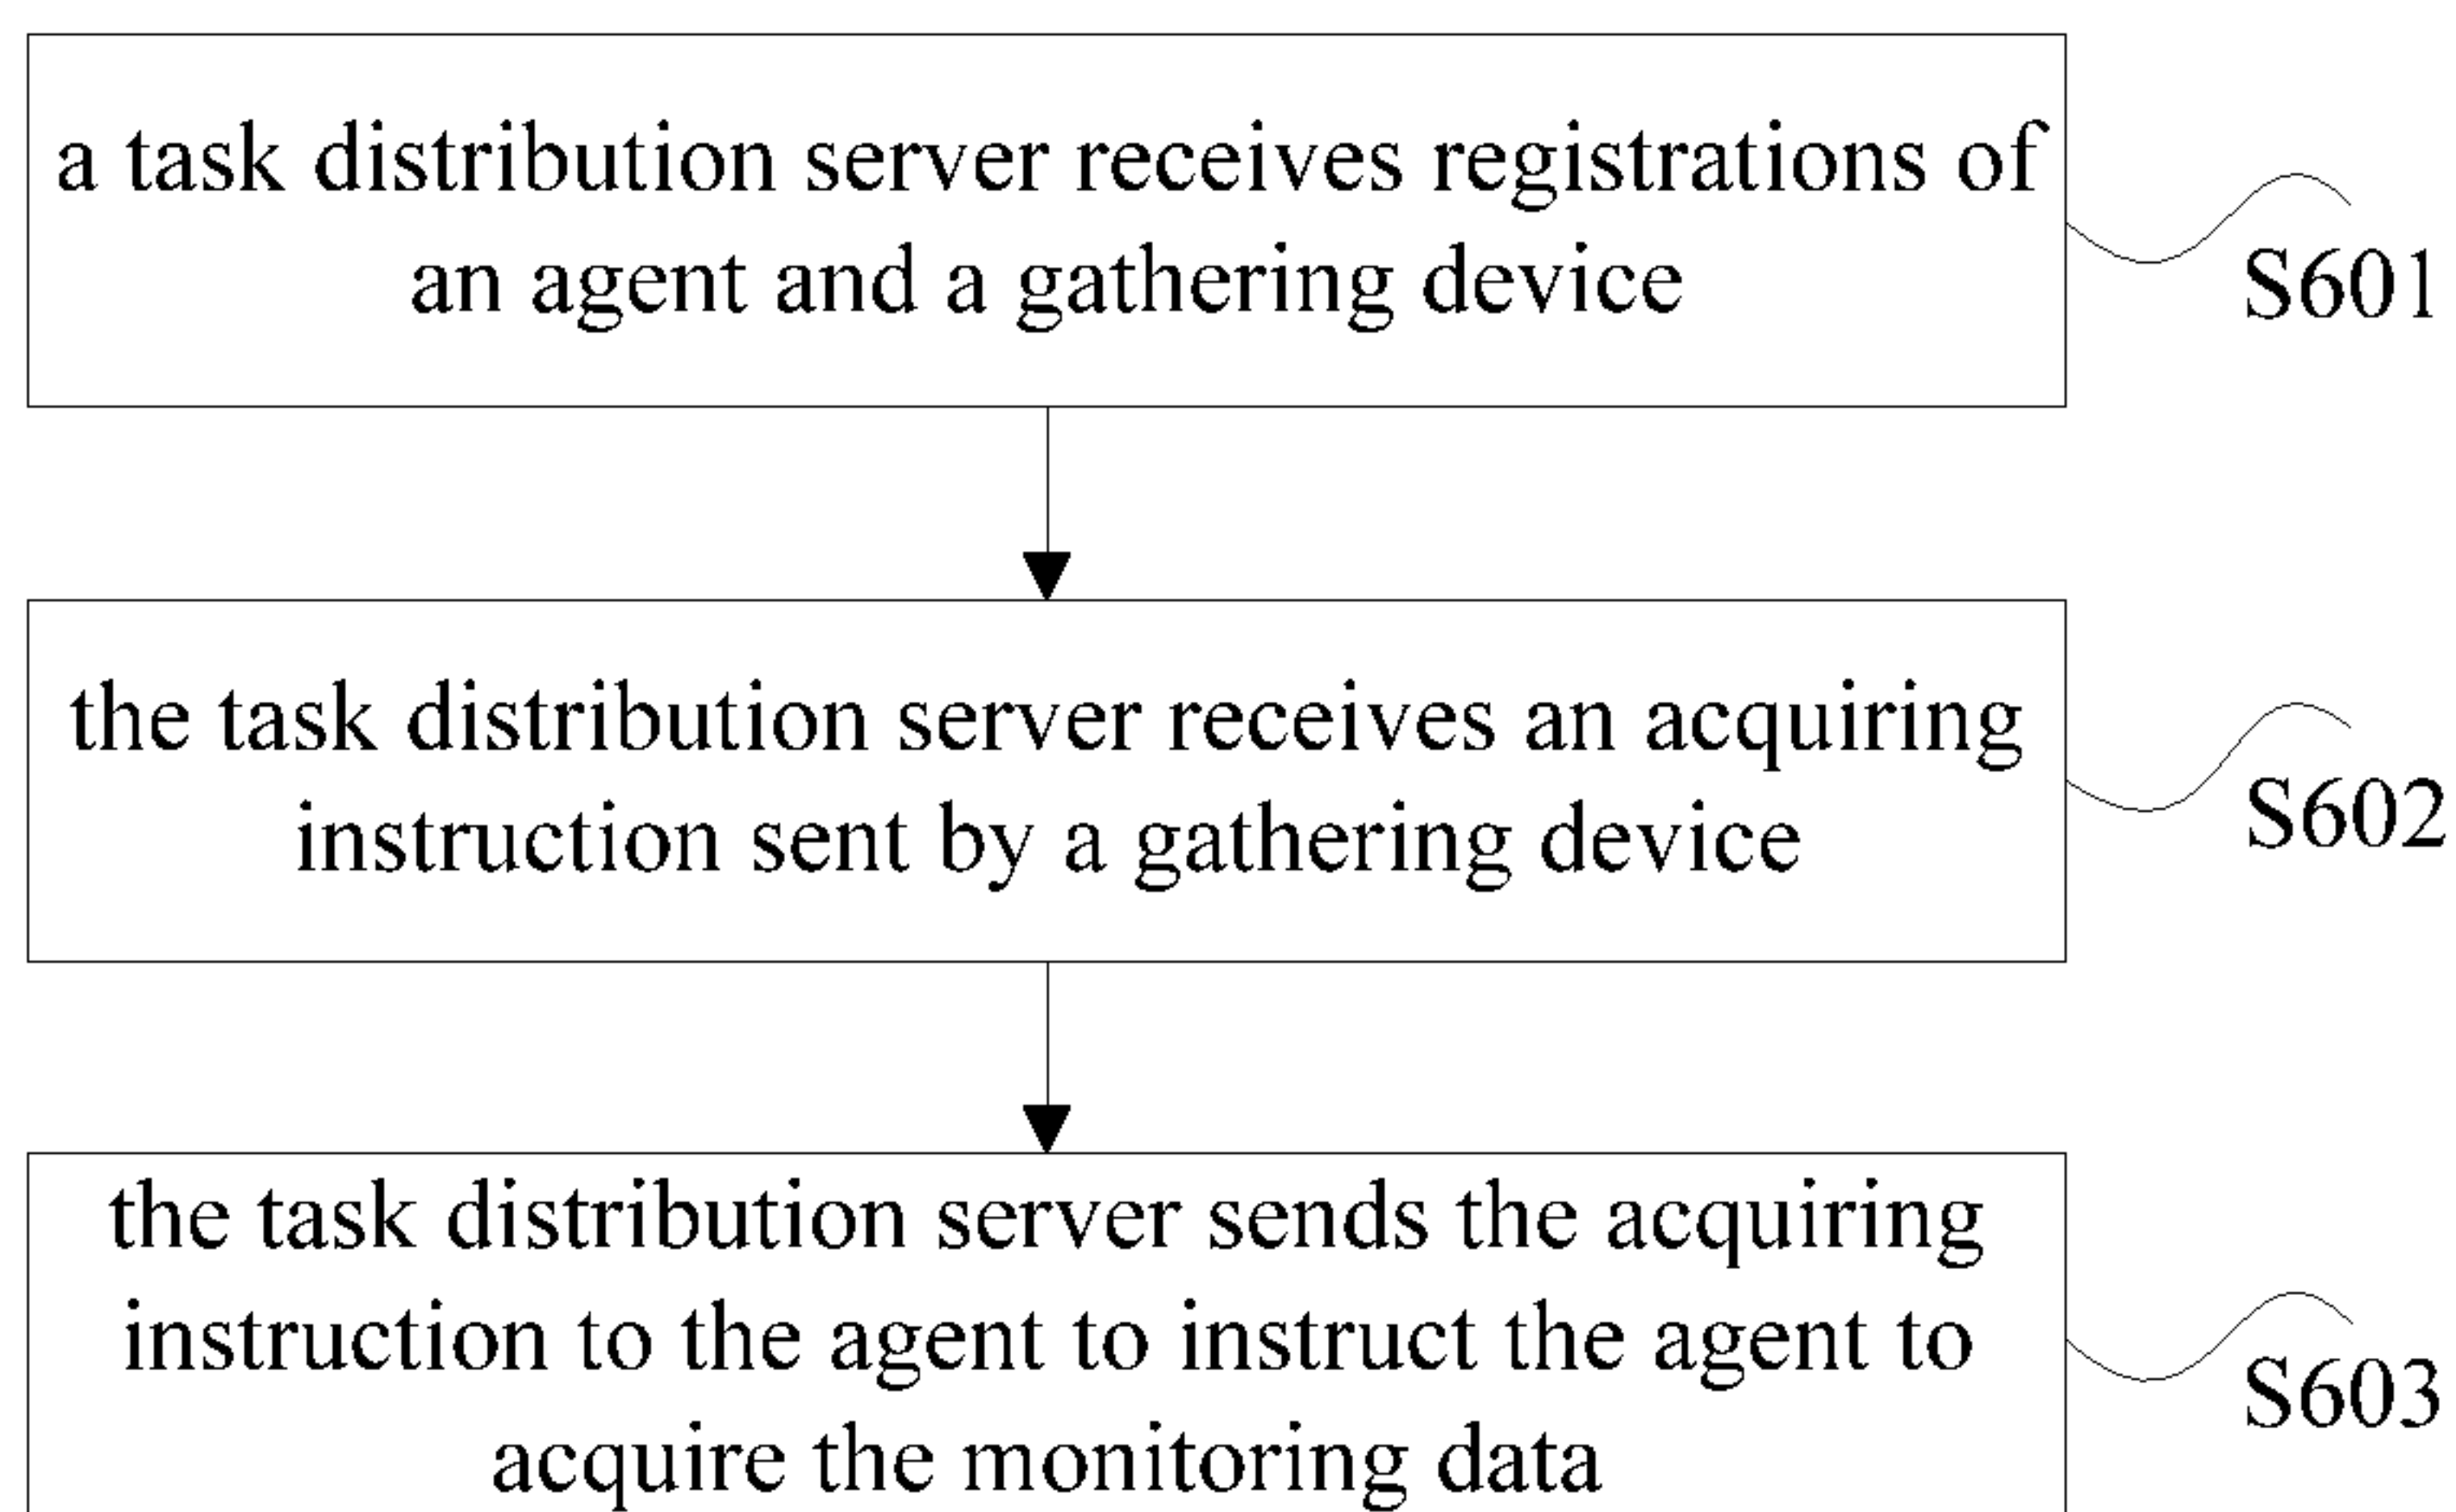 a task distribution server receives registrations of
an agent and a gathering device
S601
the task distribution server receives an acquiring
instruction sent by a gathering device
S602
the task distribution server sends the acquiring
instruction to the agent to instruct the agent to
acquire the monitoring data
S603